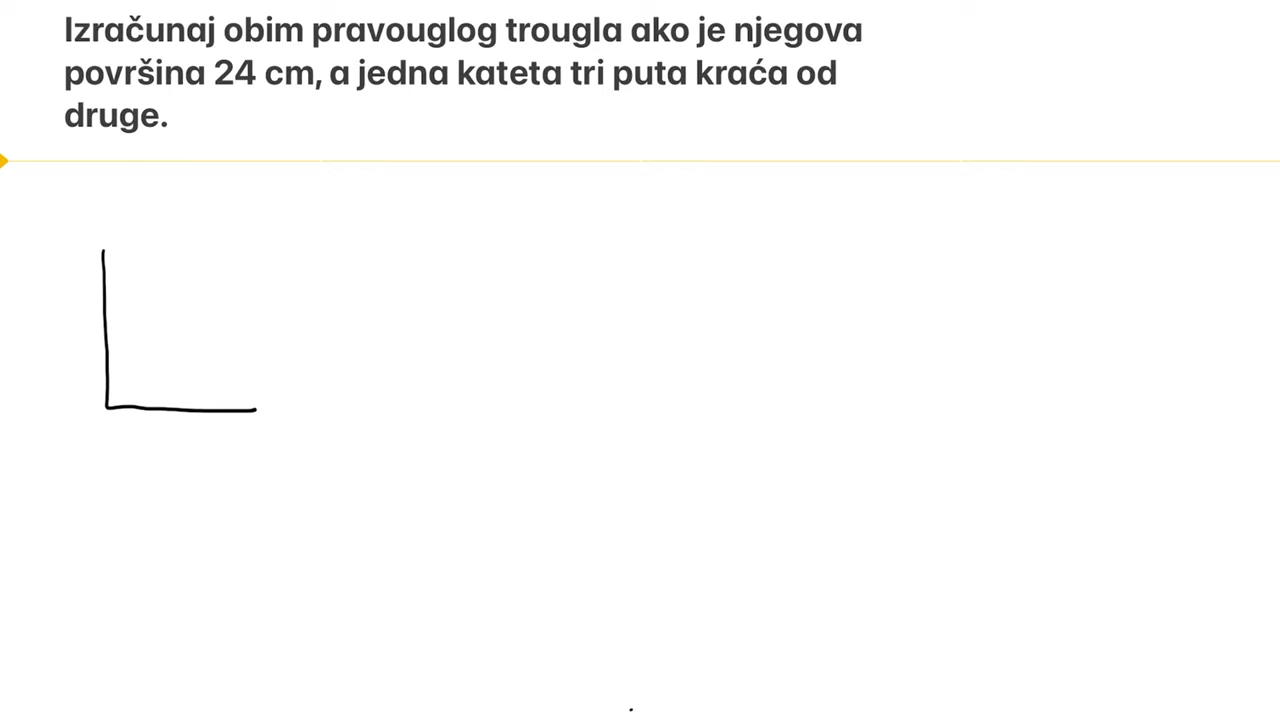 Izračunaj obim pravouglog trougla ako je njegova
površina 24 cm, a jedna kateta tri puta kraća od
druge.